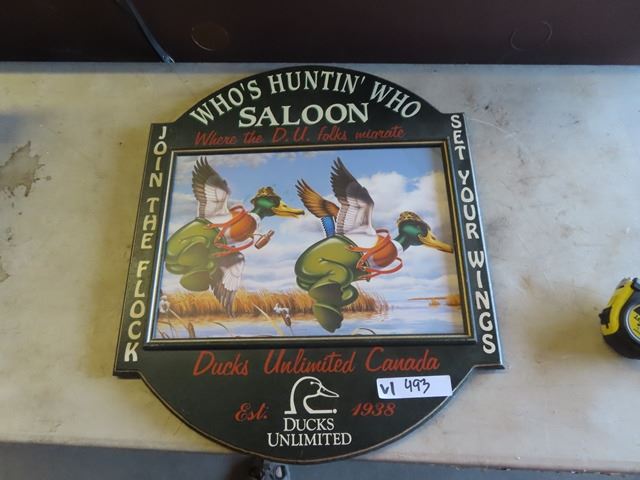 WHO'S HUNTIN' WHO
SALOON
Where the D.U. folks migrate
JOIN THE FLOCK
SET YOUR WINGS
Ducks Unlimited Canada
v1 493
Est. 1938
DUCKS
UNLIMITED